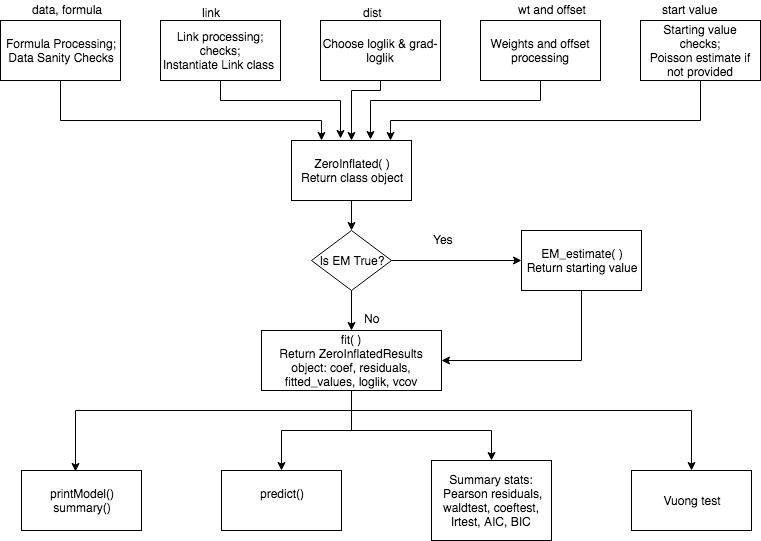 data, formula
link
dist
wt and offset
start value
Formula Processing;
Data Sanity Checks
Link processing;
checks;
Instantiate Link class
Choose loglik & grad-
loglik
Weights and offset
processing
Starting value
checks;
Poisson estimate if
not provided
ZeroInflated( )
Return class object
Is EM True?
Yes
EM_estimate( )
Return starting value
No
fit( )
Return ZeroInflatedResults
object: coef, residuals,
fitted_values, loglik, vcov
printModel()
summary()
predict()
Summary stats:
Pearson residuals,
waldtest, coeftest,
lrtest, AIC, BIC
Vuong test